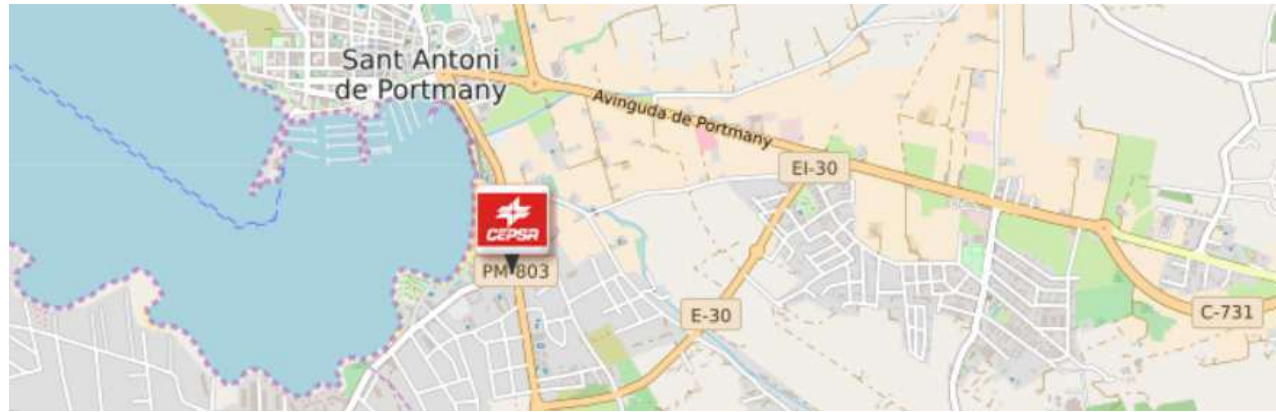 Sant Antoni
de Portmany
Avinguda de Portmany
EI-30
CEPSA
PM-803
E-30
C-731